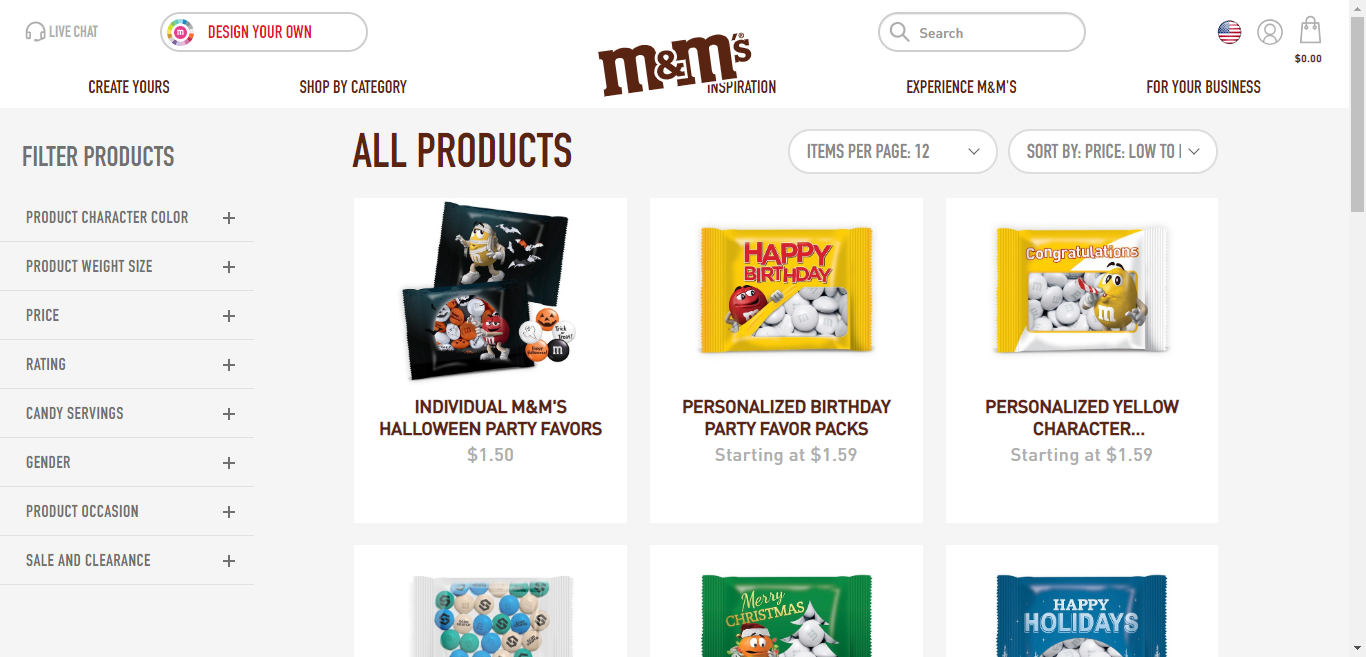 LIVE CHAT
DESIGN YOUR OWN
m&m's
Search
$0.00
CREATE YOURS
SHOP BY CATEGORY
INSPIRATION
EXPERIENCE M&M'S
FOR YOUR BUSINESS
FILTER PRODUCTS
PRODUCT CHARACTER COLOR
PRODUCT WEIGHT SIZE
PRICE
RATING
CANDY SERVINGS
GENDER
PRODUCT OCCASION
SALE AND CLEARANCE
ALL PRODUCTS
ITEMS PER PAGE: 12
SORT BY: PRICE: LOW TO
INDIVIDUAL M&M'S
HALLOWEEN PARTY FAVORS
$1.50
HAPPY
BIRTHDAY
PERSONALIZED BIRTHDAY
PARTY FAVOR PACKS
Starting at $1.59
Congratulations
PERSONALIZED YELLOW
CHARACTER...
Starting at $1.59
Merry
CHRISTMAS
HAPPY
HOLIDAYS